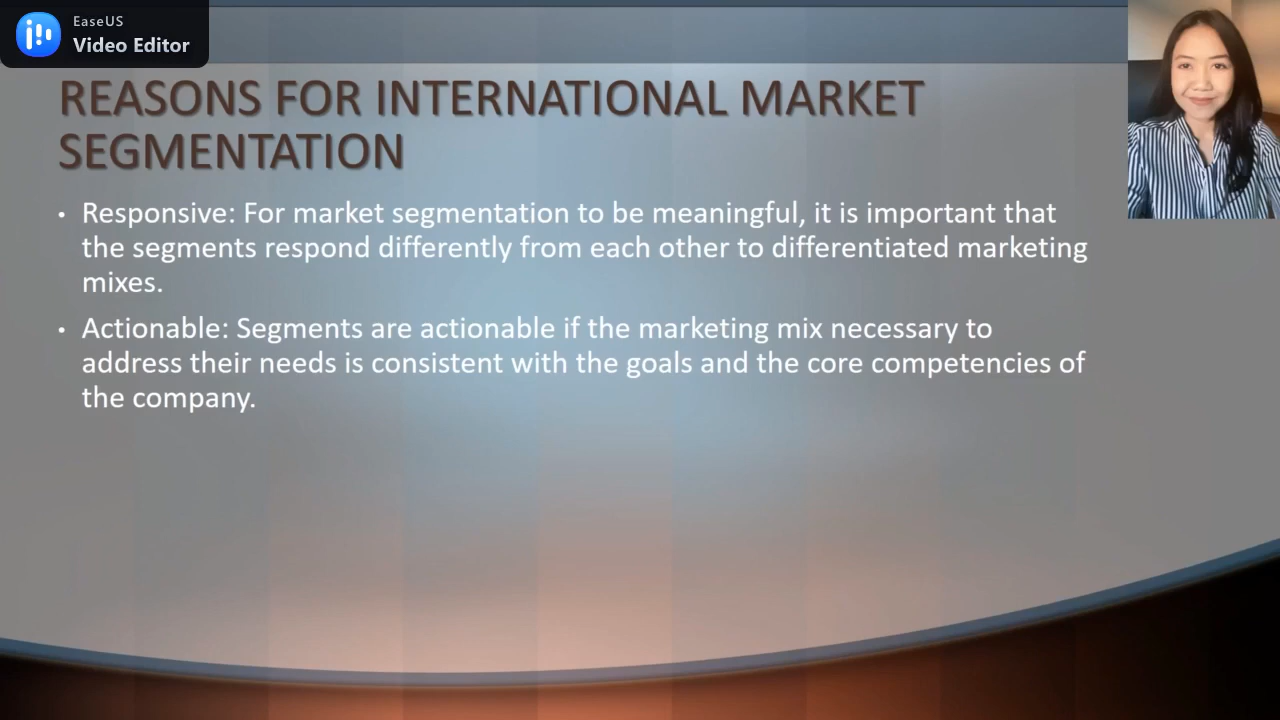 EaseUS
Video Editor
REASONS FOR INTERNATIONAL MARKET
SEGMENTATION
• Responsive: For market segmentation to be meaningful, it is important that
the segments respond differently from each other to differentiated marketing
mixes.
• Actionable: Segments are actionable if the marketing mix necessary to
address their needs is consistent with the goals and the core competencies of
the company.